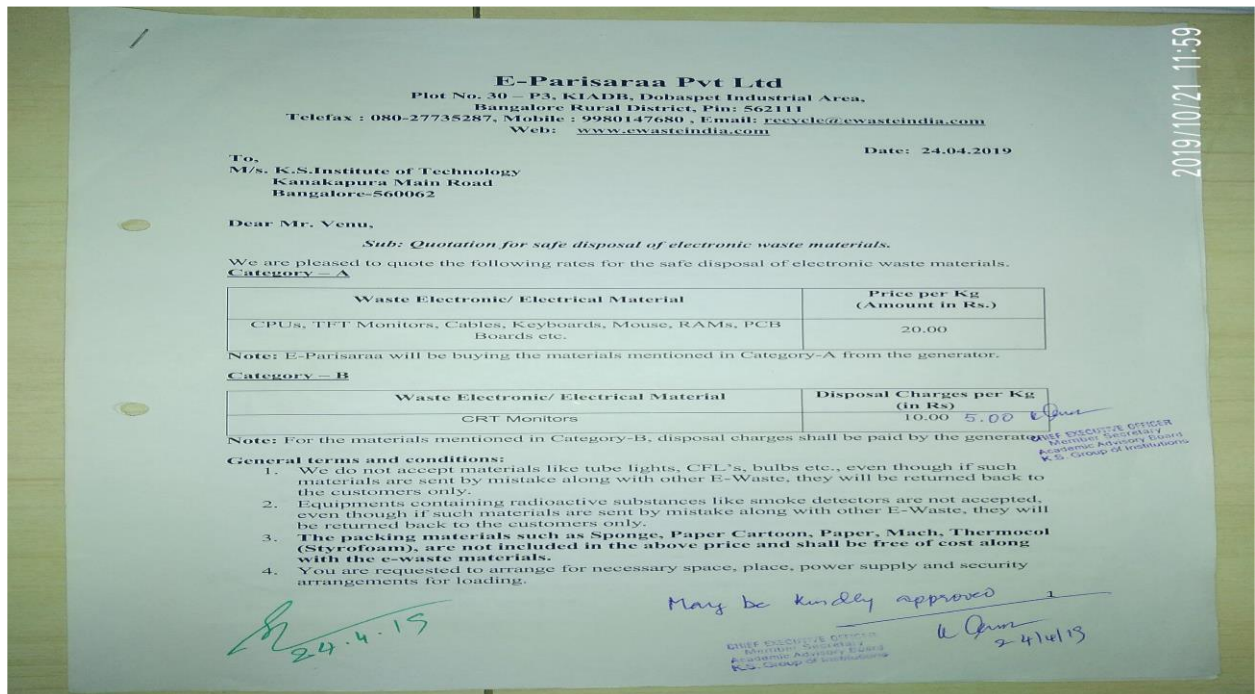 2019/10/21 11:59
E-Parisaraa Pvt Ltd
Plot No. 30 – P3, KIADB, Dobaspet Industrial Area,
Bangalore Rural District, Pin: 562111
Telefax : 080-27735287, Mobile : 9980147680 , Email: recycle@ewasteindia.com
Web: www.ewasteindia.com
Date: 24.04.2019
To,
M/s. K.S.Institute of Technology
Kanakapura Main Road
Bangalore-560062
Dear Mr. Venu,
Sub: Quotation for safe disposal of electronic waste materials.
We are pleased to quote the following rates for the safe disposal of electronic waste materials.
Category – A
Waste Electronic/ Electrical Material Price per Kg
(Amount in Rs.)
CPUs, TFT Monitors, Cables, Keyboards, Mouse, RAMs, PCB
Boards etc. 20.00
Note: E-Parisaraa will be buying the materials mentioned in Category-A from the generator.
Category – B
Waste Electronic/ Electrical Material Disposal Charges per Kg
(in Rs)
CRT Monitors 10.00 5.00
Note: For the materials mentioned in Category-B, disposal charges shall be paid by the generator
CHIEF EXECUTIVE OFFICER
Member Secretary
Academic Advisory Board
K.S. Group of Institutions
General terms and conditions:
1. We do not accept materials like tube lights, CFL's, bulbs etc., even though if such
materials are sent by mistake along with other E-Waste, they will be returned back to
the customers only.
2. Equipments containing radioactive substances like smoke detectors are not accepted,
even though if such materials are sent by mistake along with other E-Waste, they will
be returned back to the customers only.
3. The packing materials such as Sponge, Paper Cartoon, Paper, Mach, Thermocol
(Styrofoam), are not included in the above price and shall be free of cost along
with the e-waste materials.
4. You are requested to arrange for necessary space, place, power supply and security
arrangements for loading.
1
May be kindly approved
24.4.19
24/4/19
CHIEF EXECUTIVE OFFICER
Member Secretary
Academic Advisory Board
K.S. Group of Institutions